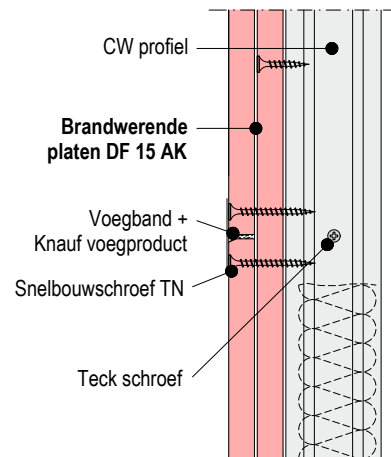 CW profiel
Brandwerende
platen DF 15 AK
Voegband +
Knauf voegproduct
Snelbouwschroef TN
Teck schroef